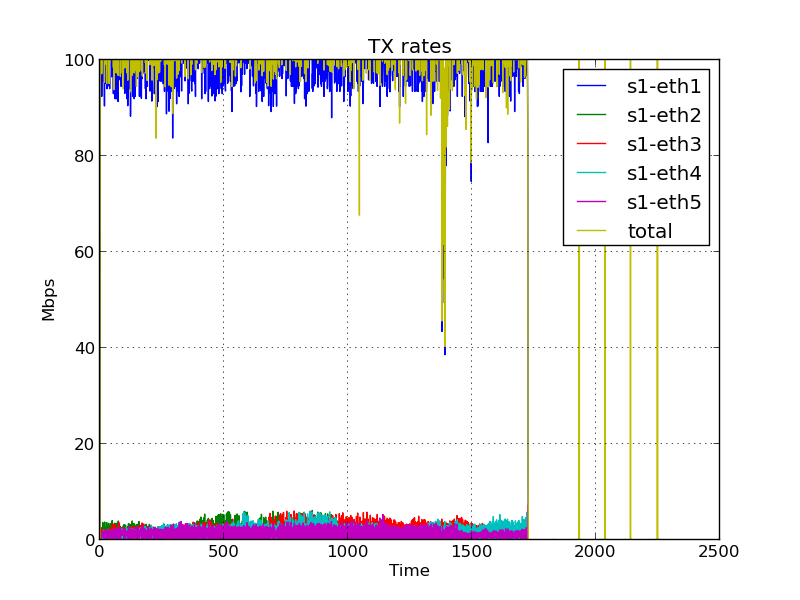 TX rates
100
80
60
40
20
0
Mbps
s1-eth1
s1-eth2
s1-eth3
s1-eth4
s1-eth5
total
0 500 1000 1500 2000 2500
Time